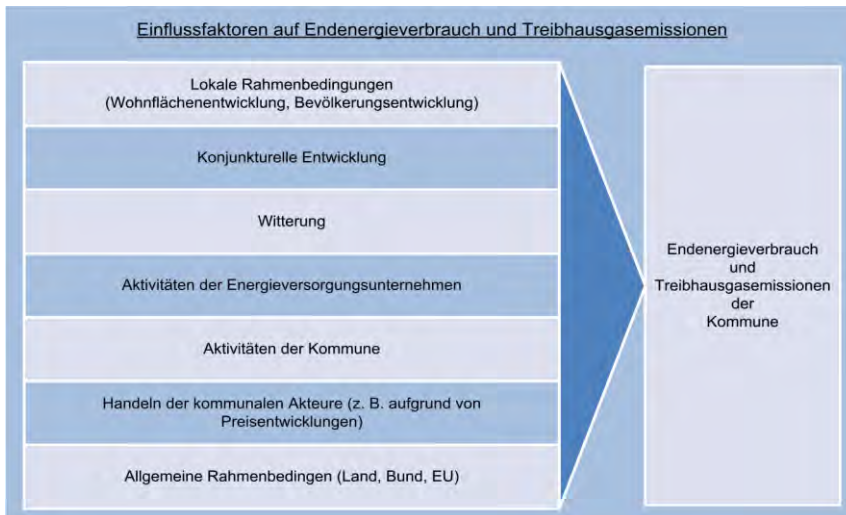 Einflussfaktoren auf Endenergieverbrauch und Treibhausgasemissionen
Lokale Rahmenbedingungen
(Wohnflächenentwicklung, Bevölkerungsentwicklung)
Konjunkturelle Entwicklung
Witterung
Aktivitäten der Energieversorgungsunternehmen
Aktivitäten der Kommune
Handeln der kommunalen Akteure (z. B. aufgrund von
Preisentwicklungen)
Allgemeine Rahmenbedingen (Land, Bund, EU)
Endenergieverbrauch
und
Treibhausgasemissionen
der
Kommune